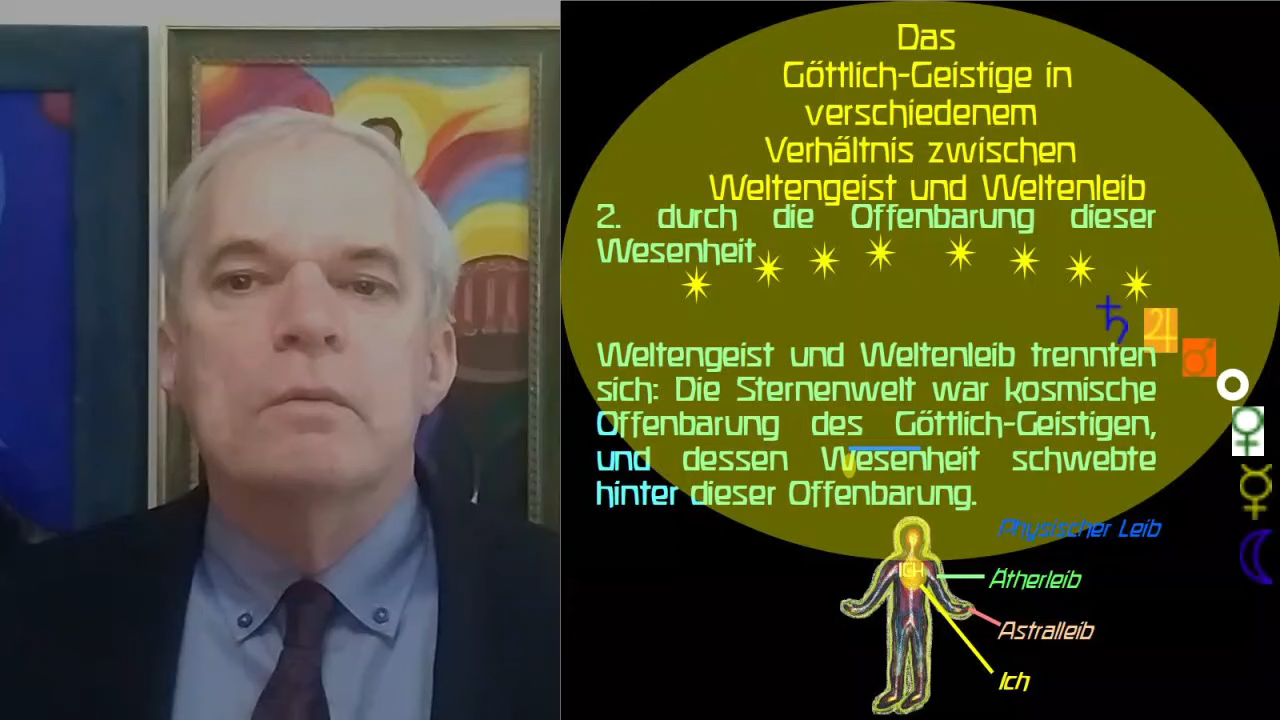 Das
Göttlich-Geistige in
verschiedenem
Verhältnis zwischen
Weltengeist und Weltenleib
2. durch die Offenbarung dieser
Wesenheit
Weltengeist und Weltenleib trennten
sich: Die Sternenwelt war kosmische
Offenbarung des Göttlich-Geistigen,
und dessen Wesenheit schwebte
hinter dieser Offenbarung.
Physischer Leib
ICH
Ätherleib
Astralleib
Ich